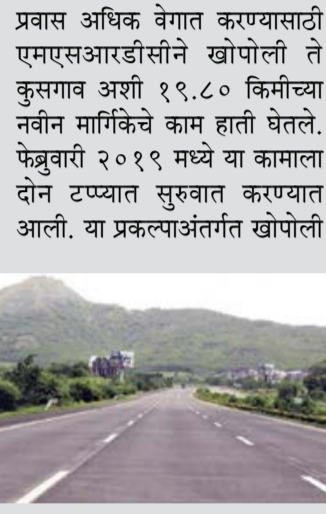 प्रवास अधिक वेगात करण्यासाठी
एमएसआरडीसीने खोपोली ते
कुसगाव अशी १९.८० किमीच्या
नवीन मार्गिकेचे काम हाती घेतले.
फेब्रुवारी २०१९ मध्ये या कामाला
दोन टप्प्यात सुरुवात करण्यात
आली. या प्रकल्पाअंतर्गत खोपोली